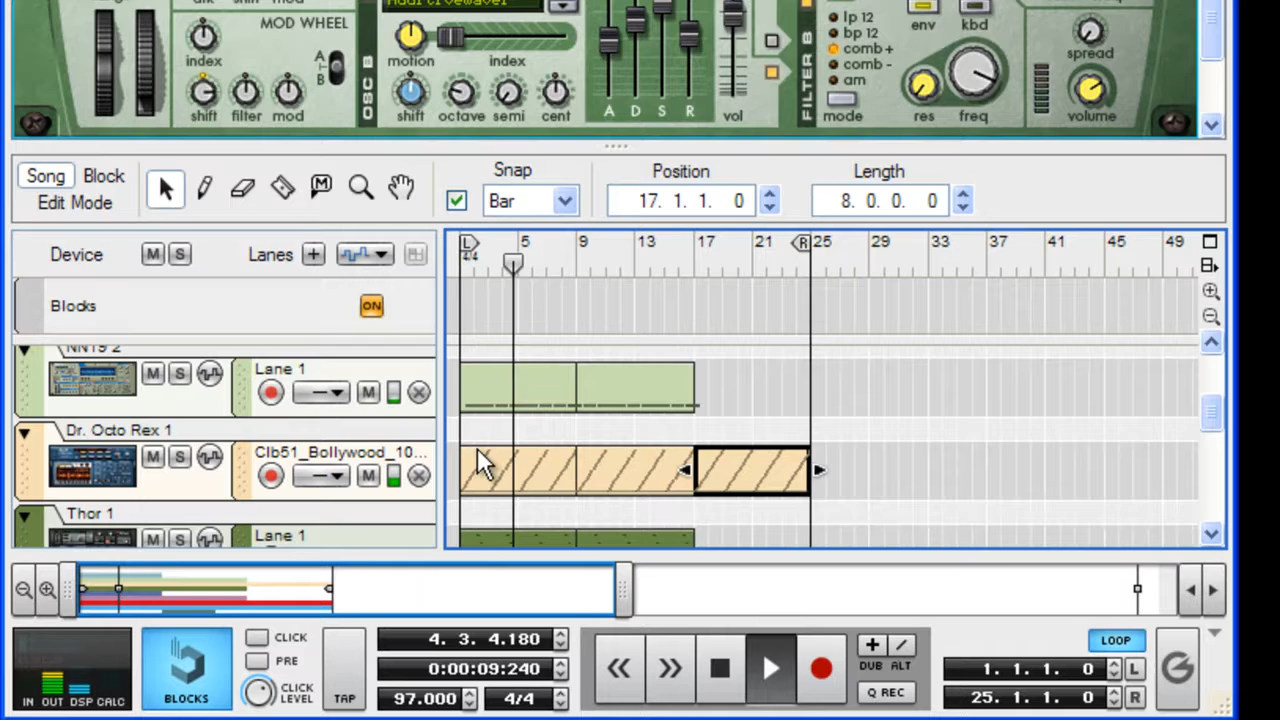 MOD WHEEL
index
A
B
shift filter mod
OSC B
motion index
shift octave semi cent
A D S R vol
FILTER B
lp 12
bp 12
comb +
comb -
am
mode
env kbd
res freq
spread
volume
Song Block
Edit Mode
M
Snap
Bar
Position
17. 1. 1. 0
Length
8. 0. 0. 0
Device M S Lanes +
L 5 9 13 17 21 R 25 29 33 37 41 45 49
4/4
Blocks ON
NN19 2
M S Lane 1
M
Dr. Octo Rex 1
M S Clb51_Bollywood_10...
M
Thor 1
M S Lane 1
IN OUT DSP CALC
BLOCKS
CLICK
PRE
CLICK
LEVEL
TAP
4. 3. 4.180
0:00:09:240
97.000 4/4
DUB ALT
Q REC
LOOP
1. 1. 1. 0 L
25. 1. 1. 0 R